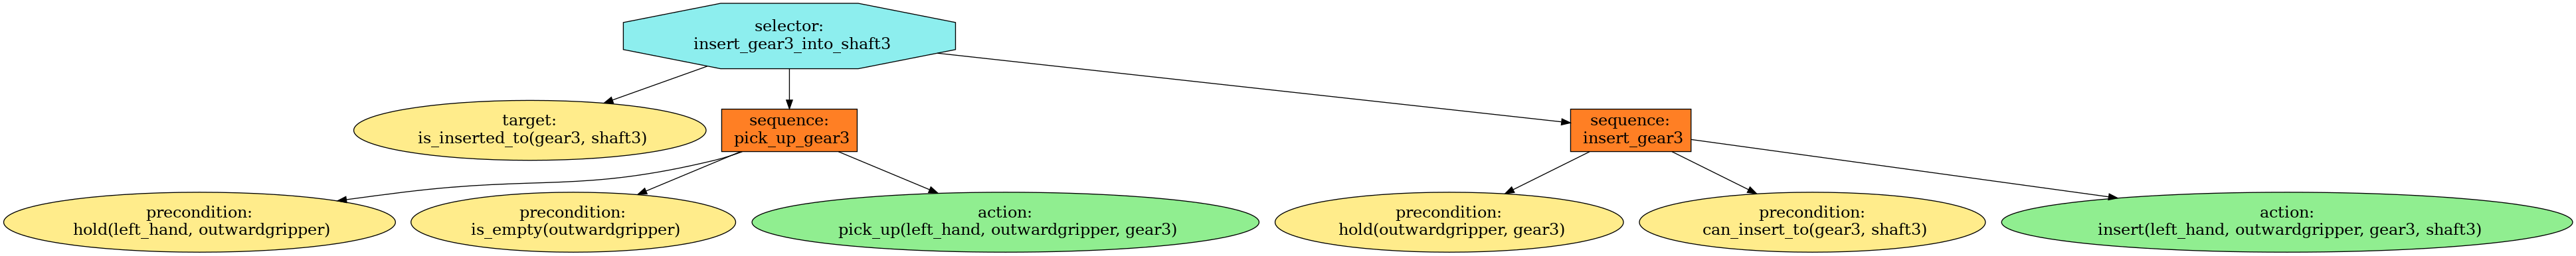 selector:
insert_gear3_into_shaft3
target:
is_inserted_to(gear3, shaft3)
sequence:
pick_up_gear3
sequence:
insert_gear3
precondition:
hold(left_hand, outwardgripper)
precondition:
is_empty(outwardgripper)
action:
pick_up(left_hand, outwardgripper, gear3)
precondition:
hold(outwardgripper, gear3)
precondition:
can_insert_to(gear3, shaft3)
action:
insert(left_hand, outwardgripper, gear3, shaft3)